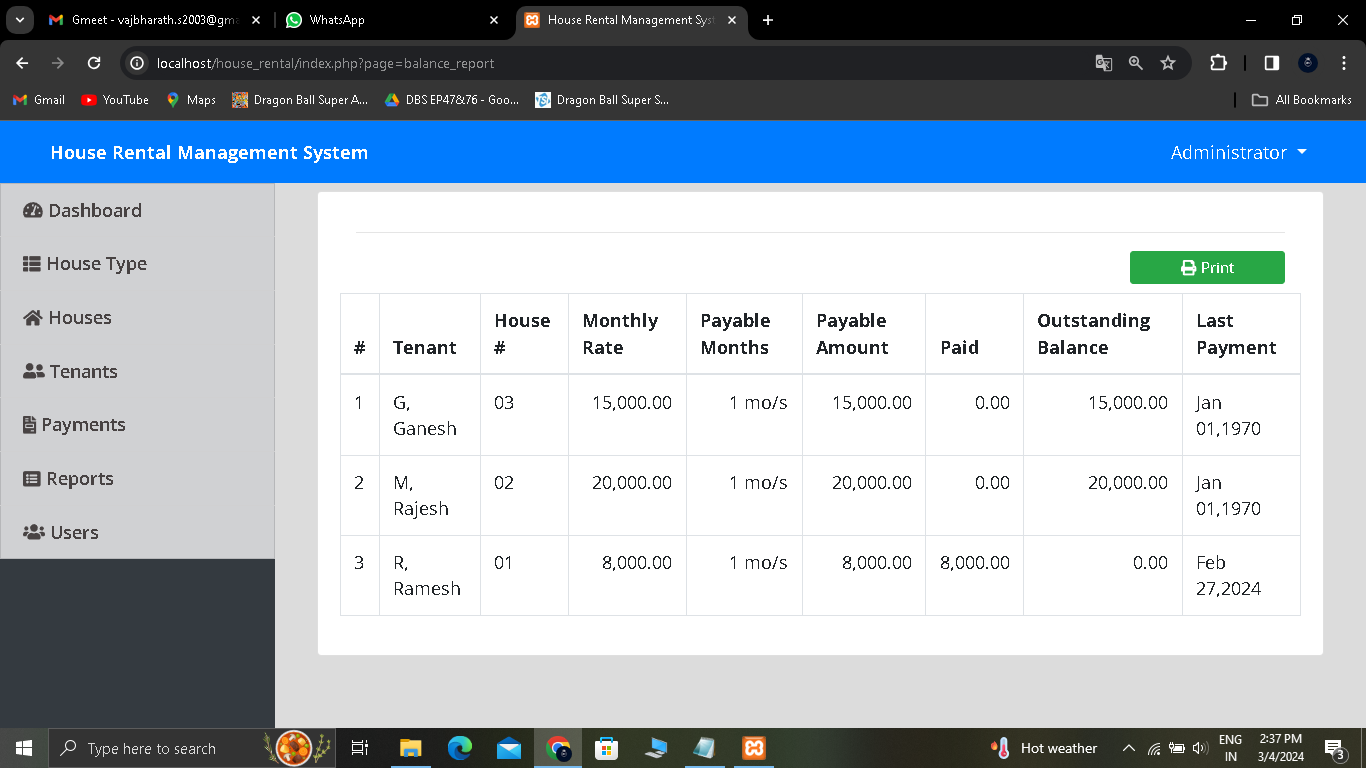 Gmeet - vajbharath.s2003@gma
WhatsApp
House Rental Management Syst
localhost/house_rental/index.php?page=balance_report
Gmail
YouTube
Maps
Dragon Ball Super A...
DBS EP47&76 - Goo...
Dragon Ball Super S...
All Bookmarks
House Rental Management System
Administrator
Dashboard
House Type
Houses
Tenants
Payments
Reports
Users
Print
# Tenant House # Monthly Rate Payable Months Payable Amount Paid Outstanding Balance Last Payment
1 G, Ganesh 03 15,000.00 1 mo/s 15,000.00 0.00 15,000.00 Jan 01,1970
2 M, Rajesh 02 20,000.00 1 mo/s 20,000.00 0.00 20,000.00 Jan 01,1970
3 R, Ramesh 01 8,000.00 1 mo/s 8,000.00 8,000.00 0.00 Feb 27,2024
Type here to search
Hot weather
ENG
IN
2:37 PM
3/4/2024
3